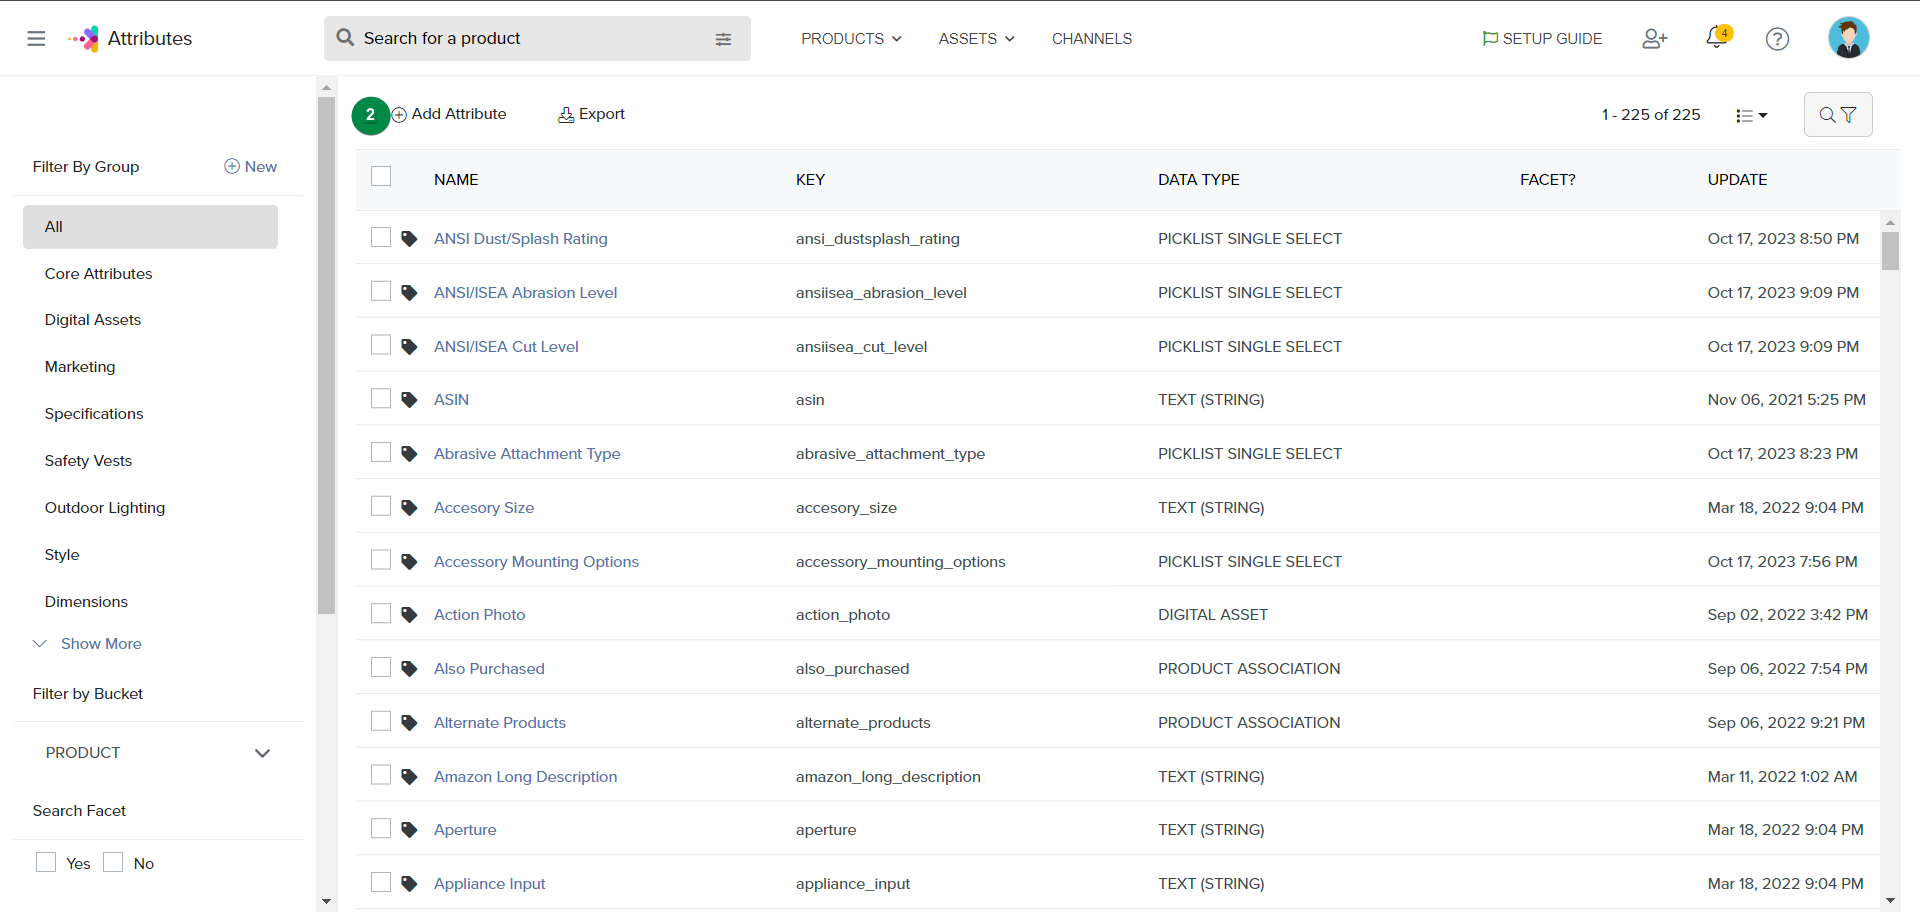 Attributes
Search for a product
PRODUCTS
ASSETS
CHANNELS
SETUP GUIDE
4
?
2
Add Attribute
Export
1 - 225 of 225
Filter By Group
New
All
Core Attributes
Digital Assets
Marketing
Specifications
Safety Vests
Outdoor Lighting
Style
Dimensions
Show More
Filter by Bucket
PRODUCT
Search Facet
Yes No
NAME KEY DATA TYPE FACET? UPDATE
ANSI Dust/Splash Rating ansi_dustsplash_rating PICKLIST SINGLE SELECT Oct 17, 2023 8:50 PM
ANSI/ISEA Abrasion Level ansiisea_abrasion_level PICKLIST SINGLE SELECT Oct 17, 2023 9:09 PM
ANSI/ISEA Cut Level ansiisea_cut_level PICKLIST SINGLE SELECT Oct 17, 2023 9:09 PM
ASIN asin TEXT (STRING) Nov 06, 2021 5:25 PM
Abrasive Attachment Type abrasive_attachment_type PICKLIST SINGLE SELECT Oct 17, 2023 8:23 PM
Accesory Size accesory_size TEXT (STRING) Mar 18, 2022 9:04 PM
Accessory Mounting Options accessory_mounting_options PICKLIST SINGLE SELECT Oct 17, 2023 7:56 PM
Action Photo action_photo DIGITAL ASSET Sep 02, 2022 3:42 PM
Also Purchased also_purchased PRODUCT ASSOCIATION Sep 06, 2022 7:54 PM
Alternate Products alternate_products PRODUCT ASSOCIATION Sep 06, 2022 9:21 PM
Amazon Long Description amazon_long_description TEXT (STRING) Mar 11, 2022 1:02 AM
Aperture aperture TEXT (STRING) Mar 18, 2022 9:04 PM
Appliance Input appliance_input TEXT (STRING) Mar 18, 2022 9:04 PM